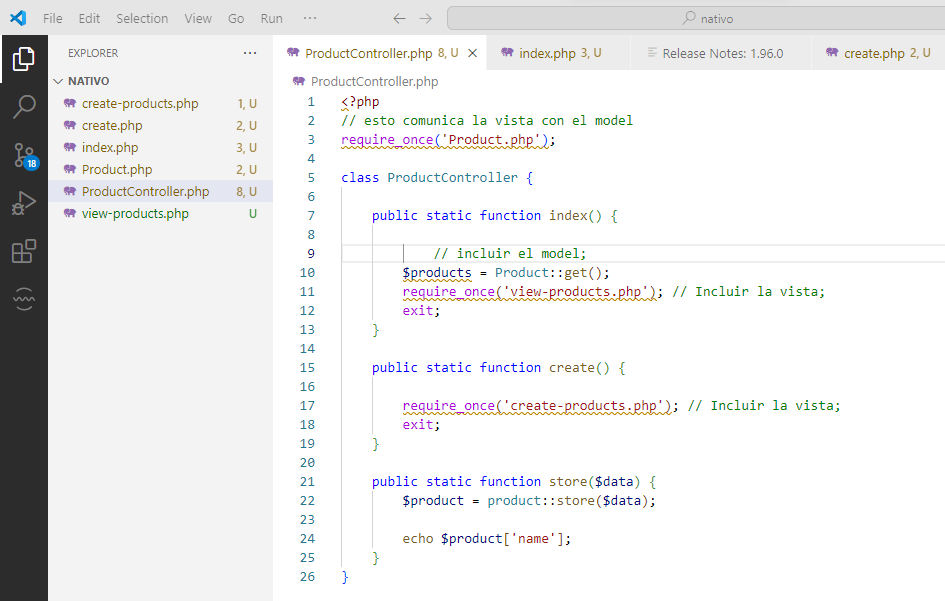 File Edit Selection View Go Run ··· ← → nativo
EXPLORER ···
NATIVO
create-products.php 1, U
create.php 2, U
index.php 3, U
Product.php 2, U
ProductController.php 8, U
view-products.php U
18
ProductController.php 8, U × index.php 3, U Release Notes: 1.96.0 create.php 2, U
ProductController.php
1 <?php
2 // esto comunica la vista con el model
3 require_once('Product.php');
4
5 class ProductController {
6
7 public static function index() {
8
9 // incluir el model;
10 $products = Product::get();
11 require_once('view-products.php'); // Incluir la vista;
12 exit;
13 }
14
15 public static function create() {
16
17 require_once('create-products.php'); // Incluir la vista;
18 exit;
19 }
20
21 public static function store($data) {
22 $product = product::store($data);
23
24 echo $product['name'];
25 }
26 }